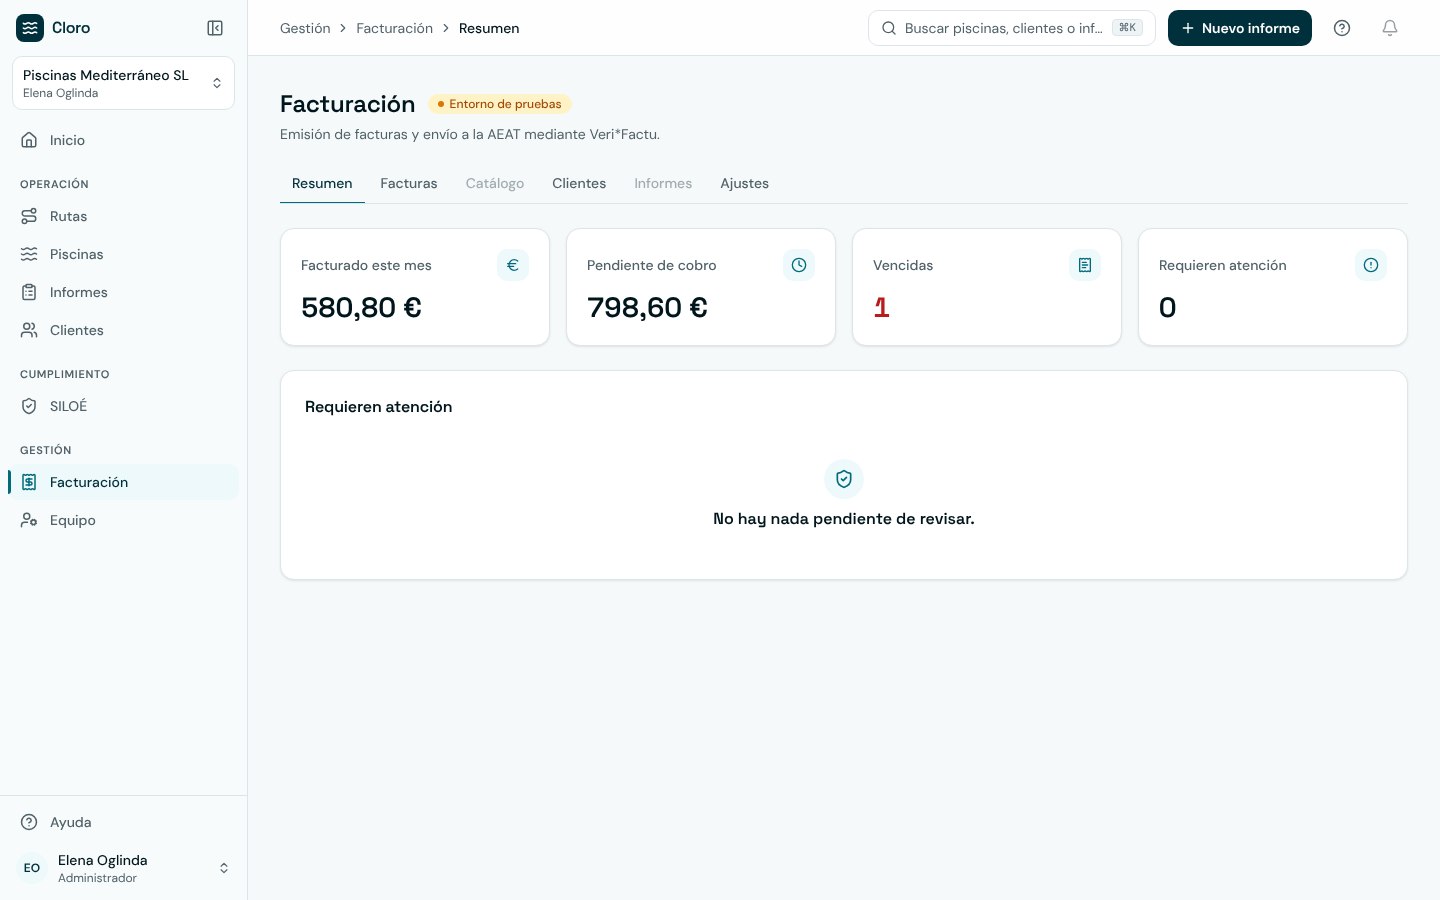 Cloro
Piscinas Mediterráneo SL
Elena Oglinda
Inicio
OPERACIÓN
Rutas
Piscinas
Informes
Clientes
CUMPLIMIENTO
SILOÉ
GESTIÓN
Facturación
Equipo
Ayuda
EO
Elena Oglinda
Administrador
Gestión > Facturación > Resumen
Buscar piscinas, clientes o inf... ⌘K
+ Nuevo informe
Facturación
Entorno de pruebas
Emisión de facturas y envío a la AEAT mediante Veri*Factu.
Resumen Facturas Catálogo Clientes Informes Ajustes
Facturado este mes
580,80 €
Pendiente de cobro
798,60 €
Vencidas
1
Requieren atención
0
Requieren atención
No hay nada pendiente de revisar.